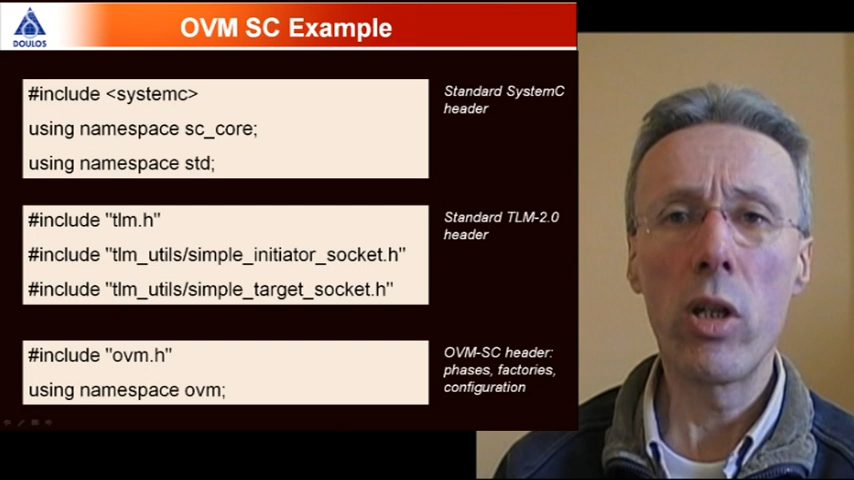 DOULOS
OVM SC Example
#include <systemc>
using namespace sc_core;
using namespace std;
Standard SystemC
header
#include "tlm.h"
#include "tlm_utils/simple_initiator_socket.h"
#include "tlm_utils/simple_target_socket.h"
Standard TLM-2.0
header
#include "ovm.h"
using namespace ovm;
OVM-SC header:
phases, factories,
configuration